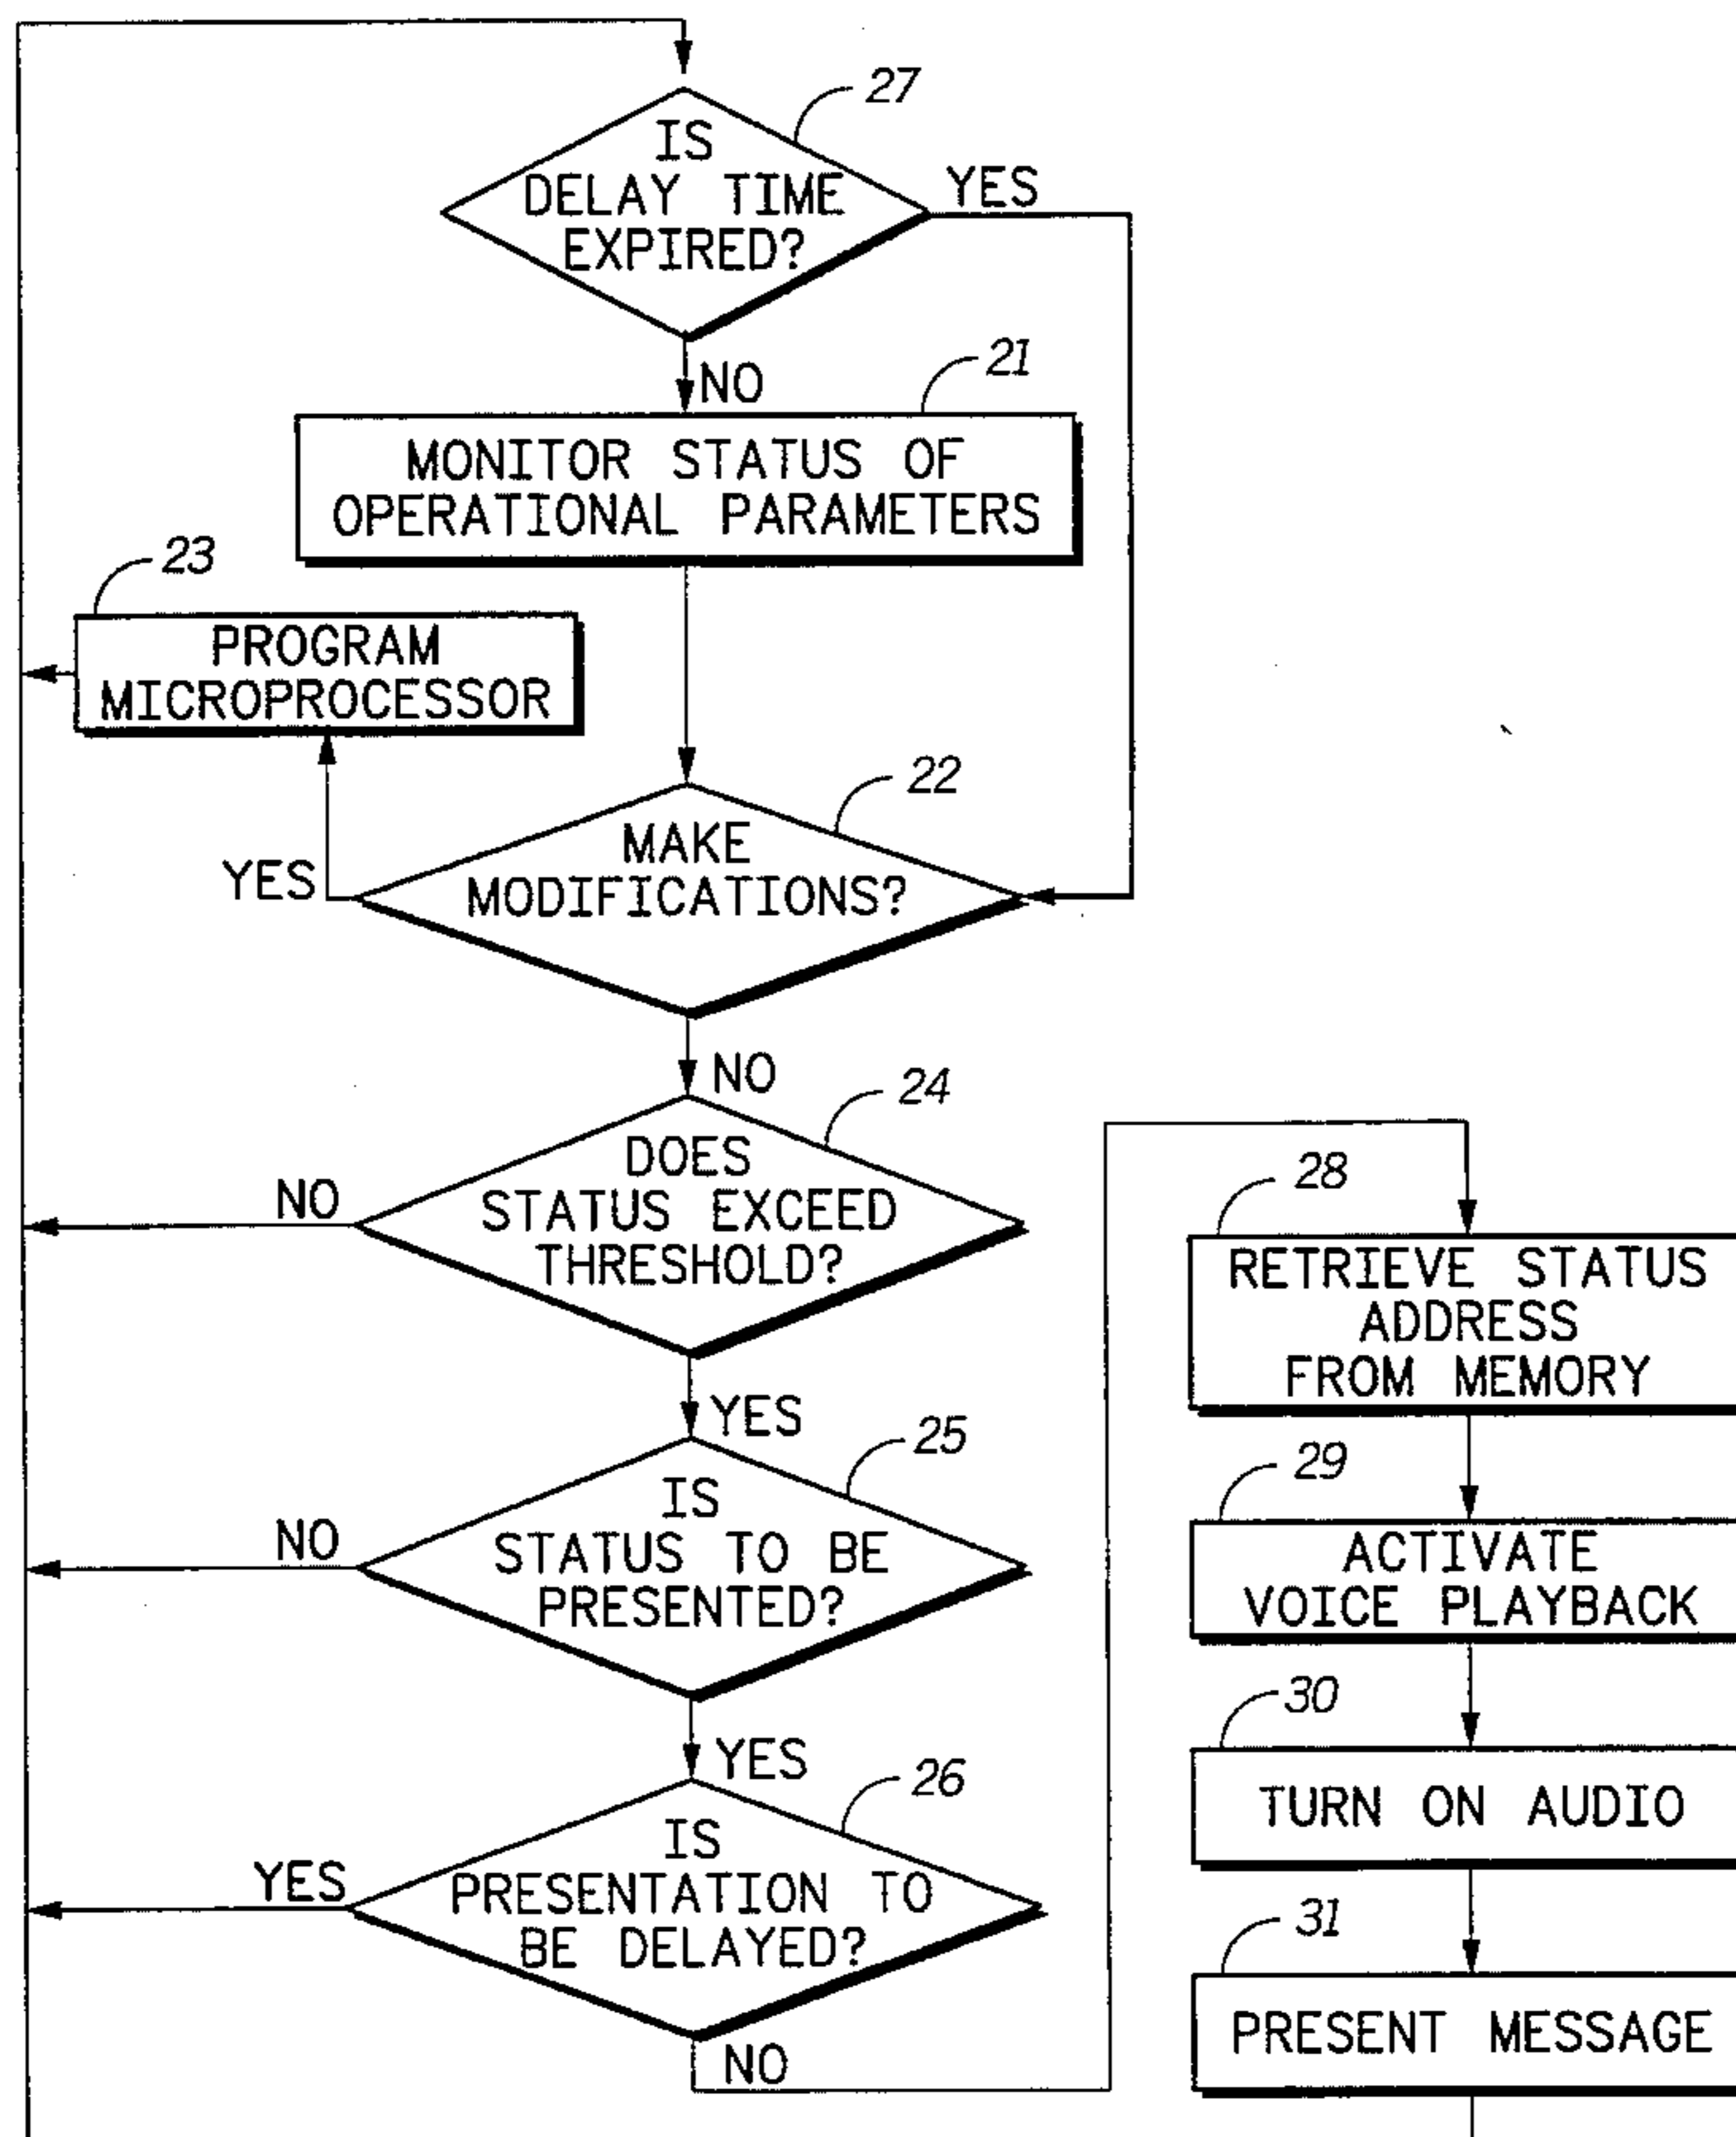 27
IS
DELAY TIME
EXPIRED?
YES
NO
21
MONITOR STATUS OF
OPERATIONAL PARAMETERS
23
PROGRAM
MICROPROCESSOR
22
MAKE
MODIFICATIONS?
YES
NO
24
DOES
STATUS EXCEED
THRESHOLD?
NO
YES
25
IS
STATUS TO BE
PRESENTED?
NO
YES
26
IS
PRESENTATION TO
BE DELAYED?
YES
NO
28
RETRIEVE STATUS
ADDRESS
FROM MEMORY
29
ACTIVATE
VOICE PLAYBACK
30
TURN ON AUDIO
31
PRESENT MESSAGE